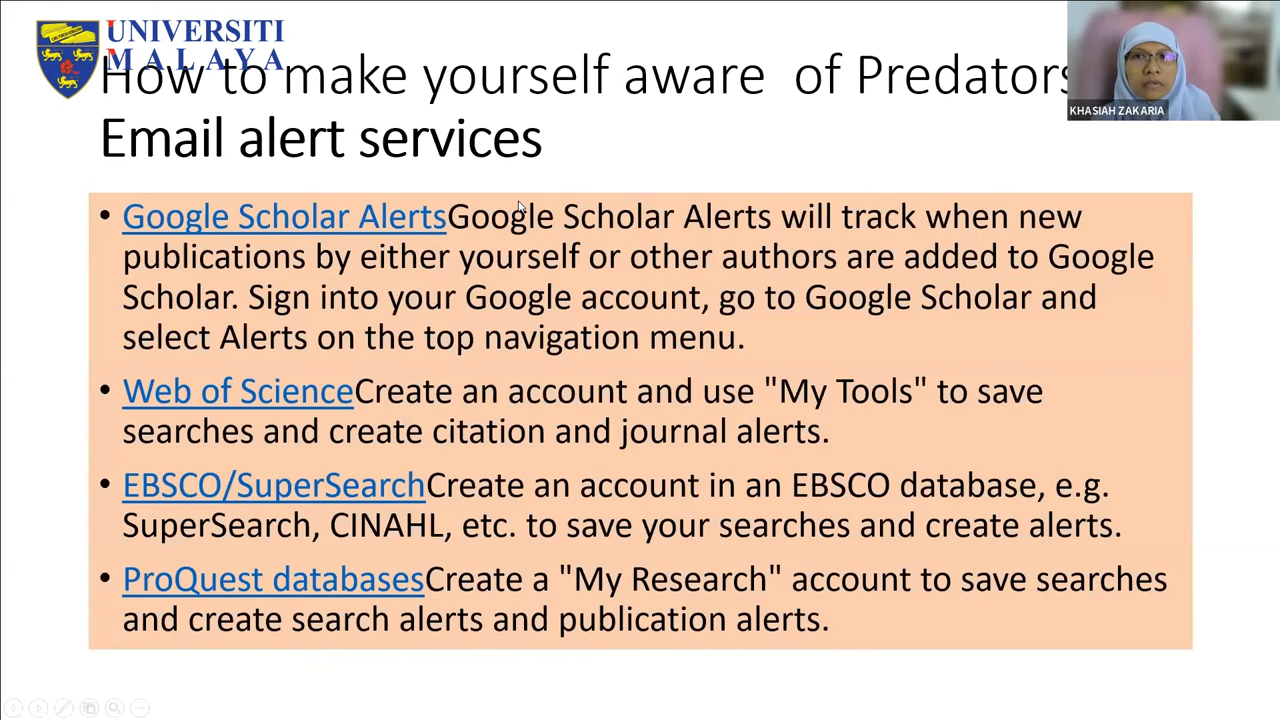 UNIVERSITI
MALAYA
How to make yourself aware of Predators
KHASIAH ZAKARIA
Email alert services
• Google Scholar AlertsGoogle Scholar Alerts will track when new
publications by either yourself or other authors are added to Google
Scholar. Sign into your Google account, go to Google Scholar and
select Alerts on the top navigation menu.
• Web of ScienceCreate an account and use "My Tools" to save
searches and create citation and journal alerts.
• EBSCO/SuperSearchCreate an account in an EBSCO database, e.g.
SuperSearch, CINAHL, etc. to save your searches and create alerts.
• ProQuest databasesCreate a "My Research" account to save searches
and create search alerts and publication alerts.